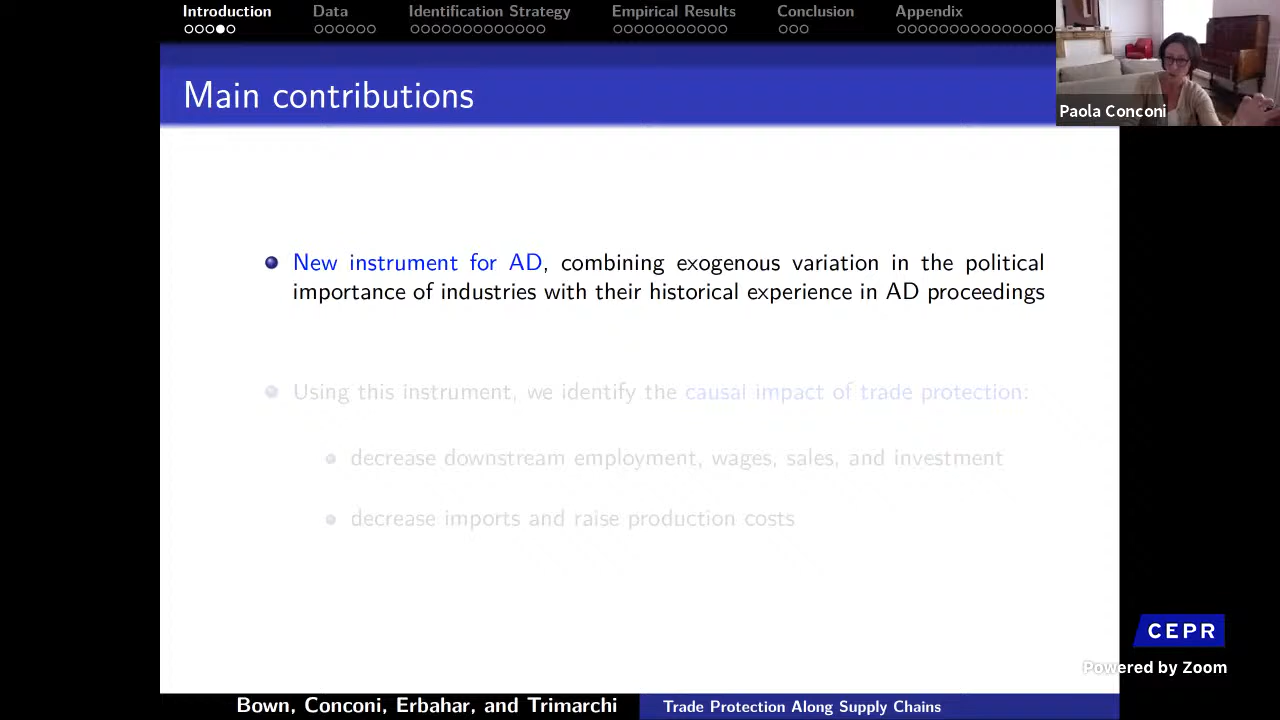 Introduction
Data
Identification Strategy
Empirical Results
Conclusion
Appendix
Main contributions
Paola Conconi
New instrument for AD, combining exogenous variation in the political
importance of industries with their historical experience in AD proceedings
Using this instrument, we identify the causal impact of trade protection:
decrease downstream employment, wages, sales, and investment
decrease imports and raise production costs
CEPR
Powered by Zoom
Bown, Conconi, Erbahar, and Trimarchi
Trade Protection Along Supply Chains